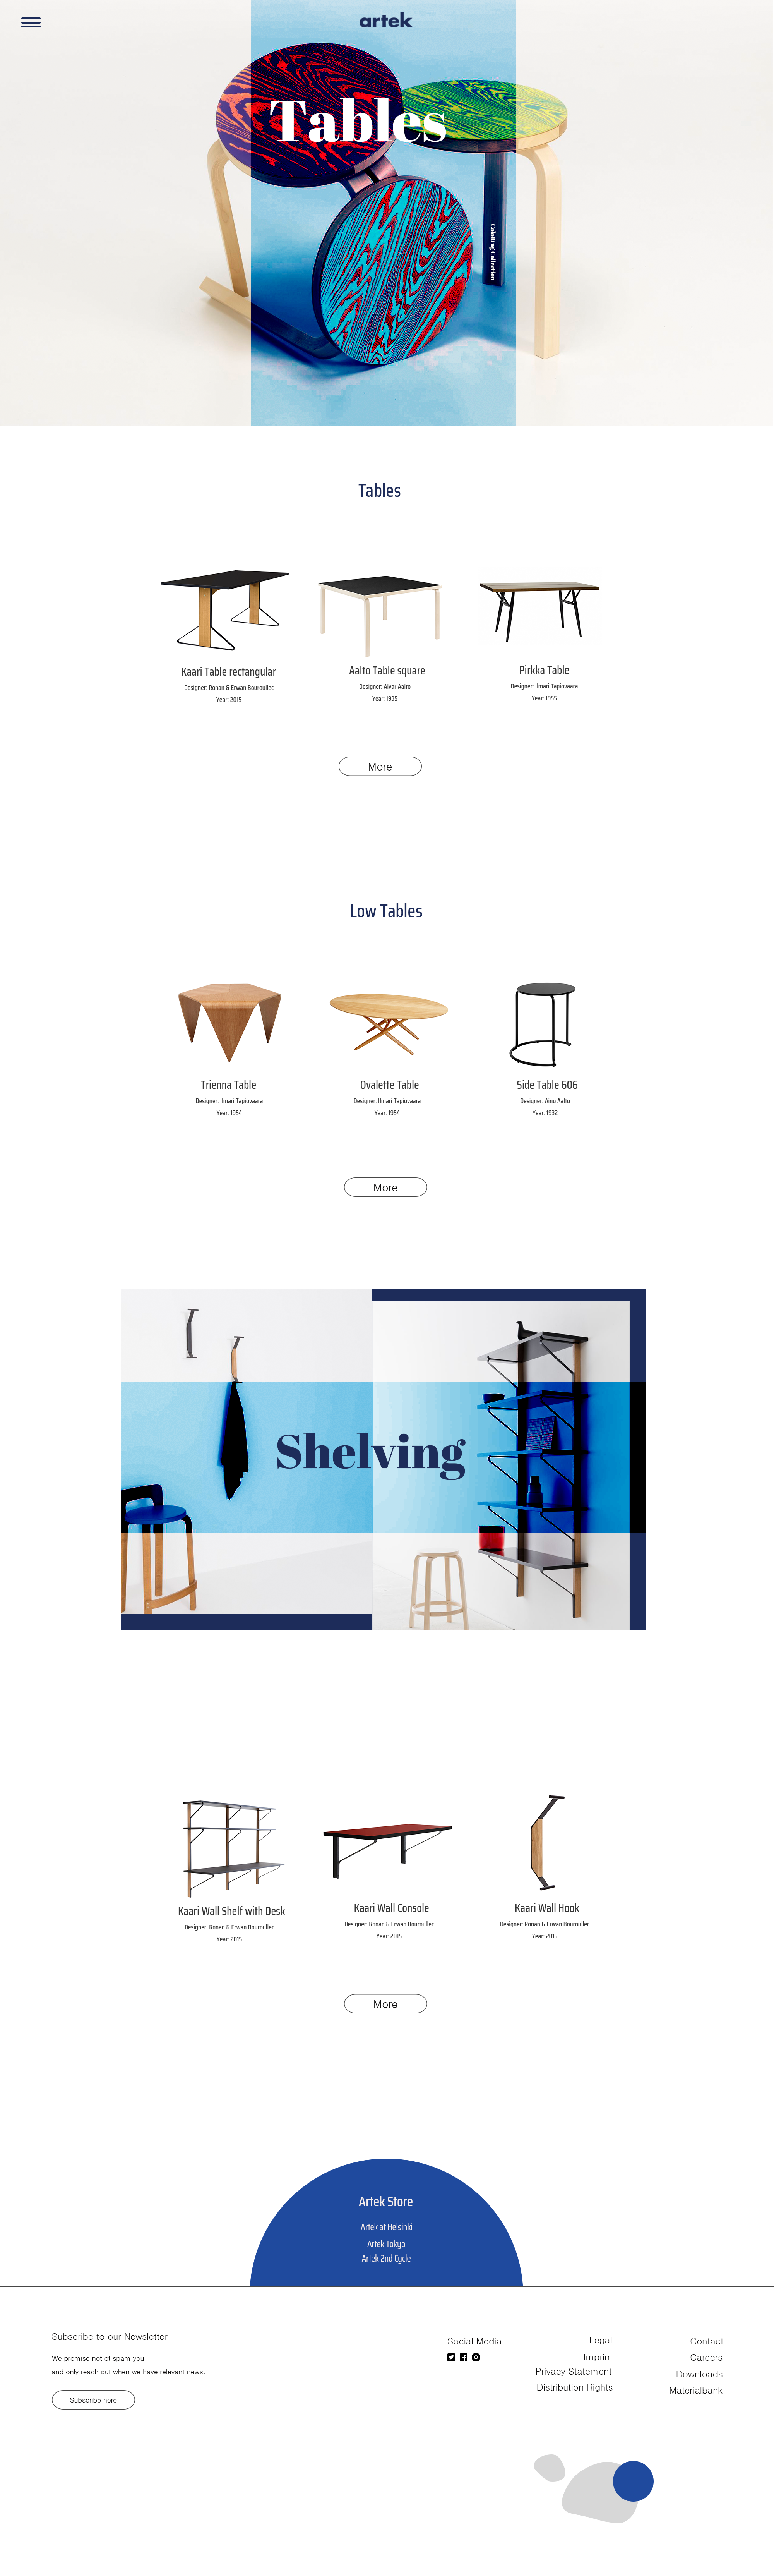 artek
Tables
ColoRing Collection
Tables
Kaari Table rectangular
Designer: Ronan & Erwan Bouroullec
Year: 2015
Aalto Table square
Designer: Alvar Aalto
Year: 1935
Pirkka Table
Designer: Ilmari Tapiovaara
Year: 1955
More
Low Tables
Trienna Table
Designer: Ilmari Tapiovaara
Year: 1954
Ovalette Table
Designer: Ilmari Tapiovaara
Year: 1954
Side Table 606
Designer: Aino Aalto
Year: 1932
More
Shelving
Kaari Wall Shelf with Desk
Designer: Ronan & Erwan Bouroullec
Year: 2015
Kaari Wall Console
Designer: Ronan & Erwan Bouroullec
Year: 2015
Kaari Wall Hook
Designer: Ronan & Erwan Bouroullec
Year: 2015
More
Artek Store
Artek at Helsinki
Artek Tokyo
Artek 2nd Cycle
Subscribe to our Newsletter
We promise not ot spam you
and only reach out when we have relevant news.
Subscribe here
Social Media
Legal
Imprint
Privacy Statement
Distribution Rights
Contact
Careers
Downloads
Materialbank